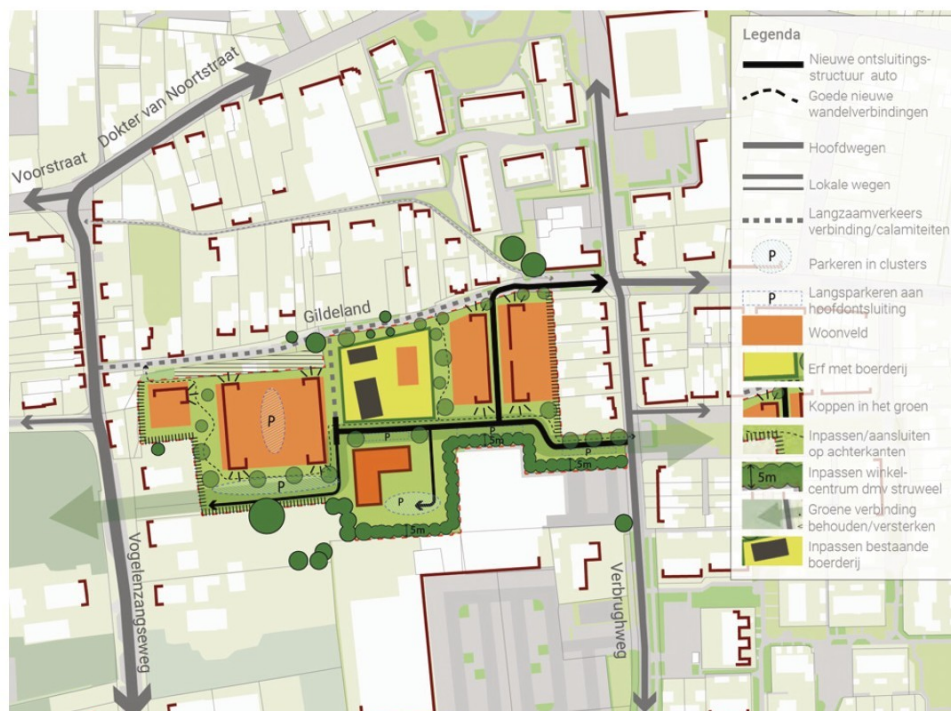 Voorstraat
Dokter van Noortstraat
Gildeland
Vogelenzangseweg
Verbrughweg
P
P
P
P
P
P
P
5m
5m
5m
Legenda
Nieuwe ontsluitings-
structuur auto
Goede nieuwe
wandelverbindingen
Hoofdwegen
Lokale wegen
Langzaamverkeers
verbinding/calamiteiten
P
Parkeren in clusters
P
Langsparkeren aan
hoofdontsluiting
Woonveld
Erf met boerderij
Koppen in het groen
Inpassen/aansluiten
op achterkanten
5m
Inpassen winkel-
centrum dmv struweel
Groene verbinding
behouden/versterken
Inpassen bestaande
boerderij